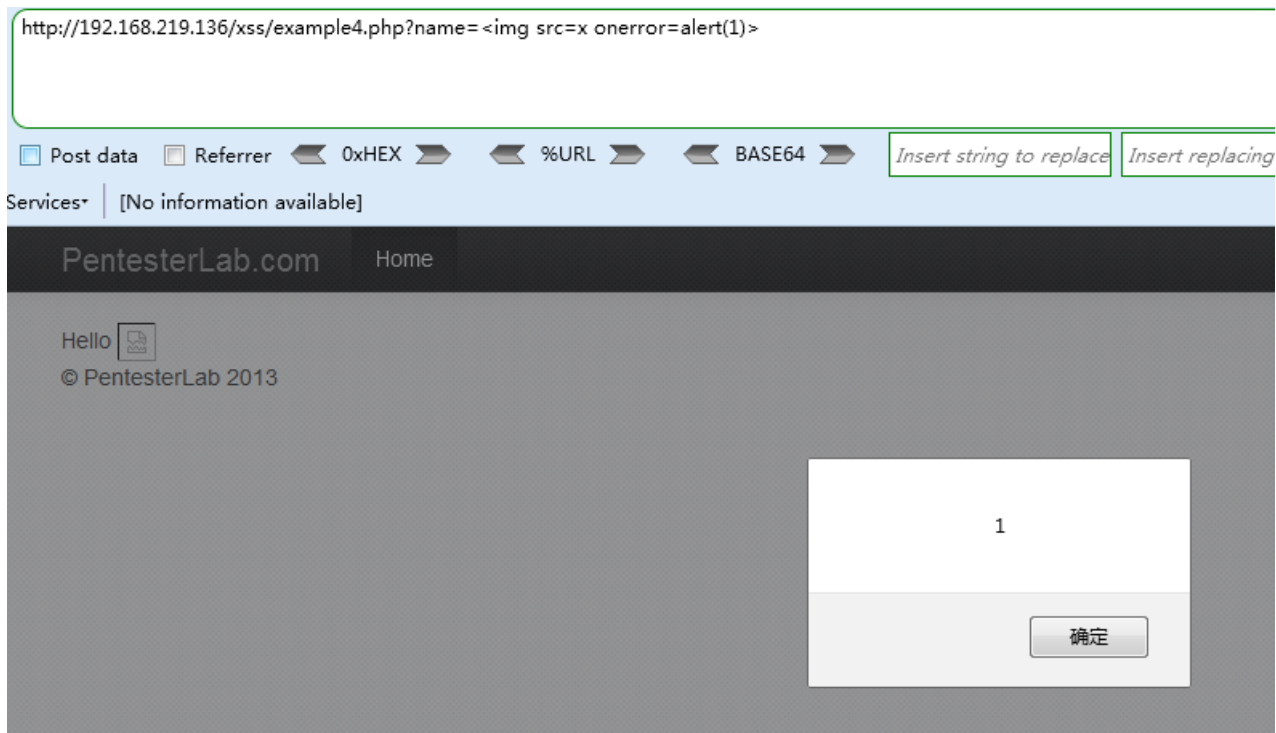 http://192.168.219.136/xss/example4.php?name=<img src=x onerror=alert(1)>
Post data Referrer 0xHEX %URL BASE64 Insert string to replace Insert replacing
Services [No information available]
PentesterLab.com Home
Hello
© PentesterLab 2013
1
确定